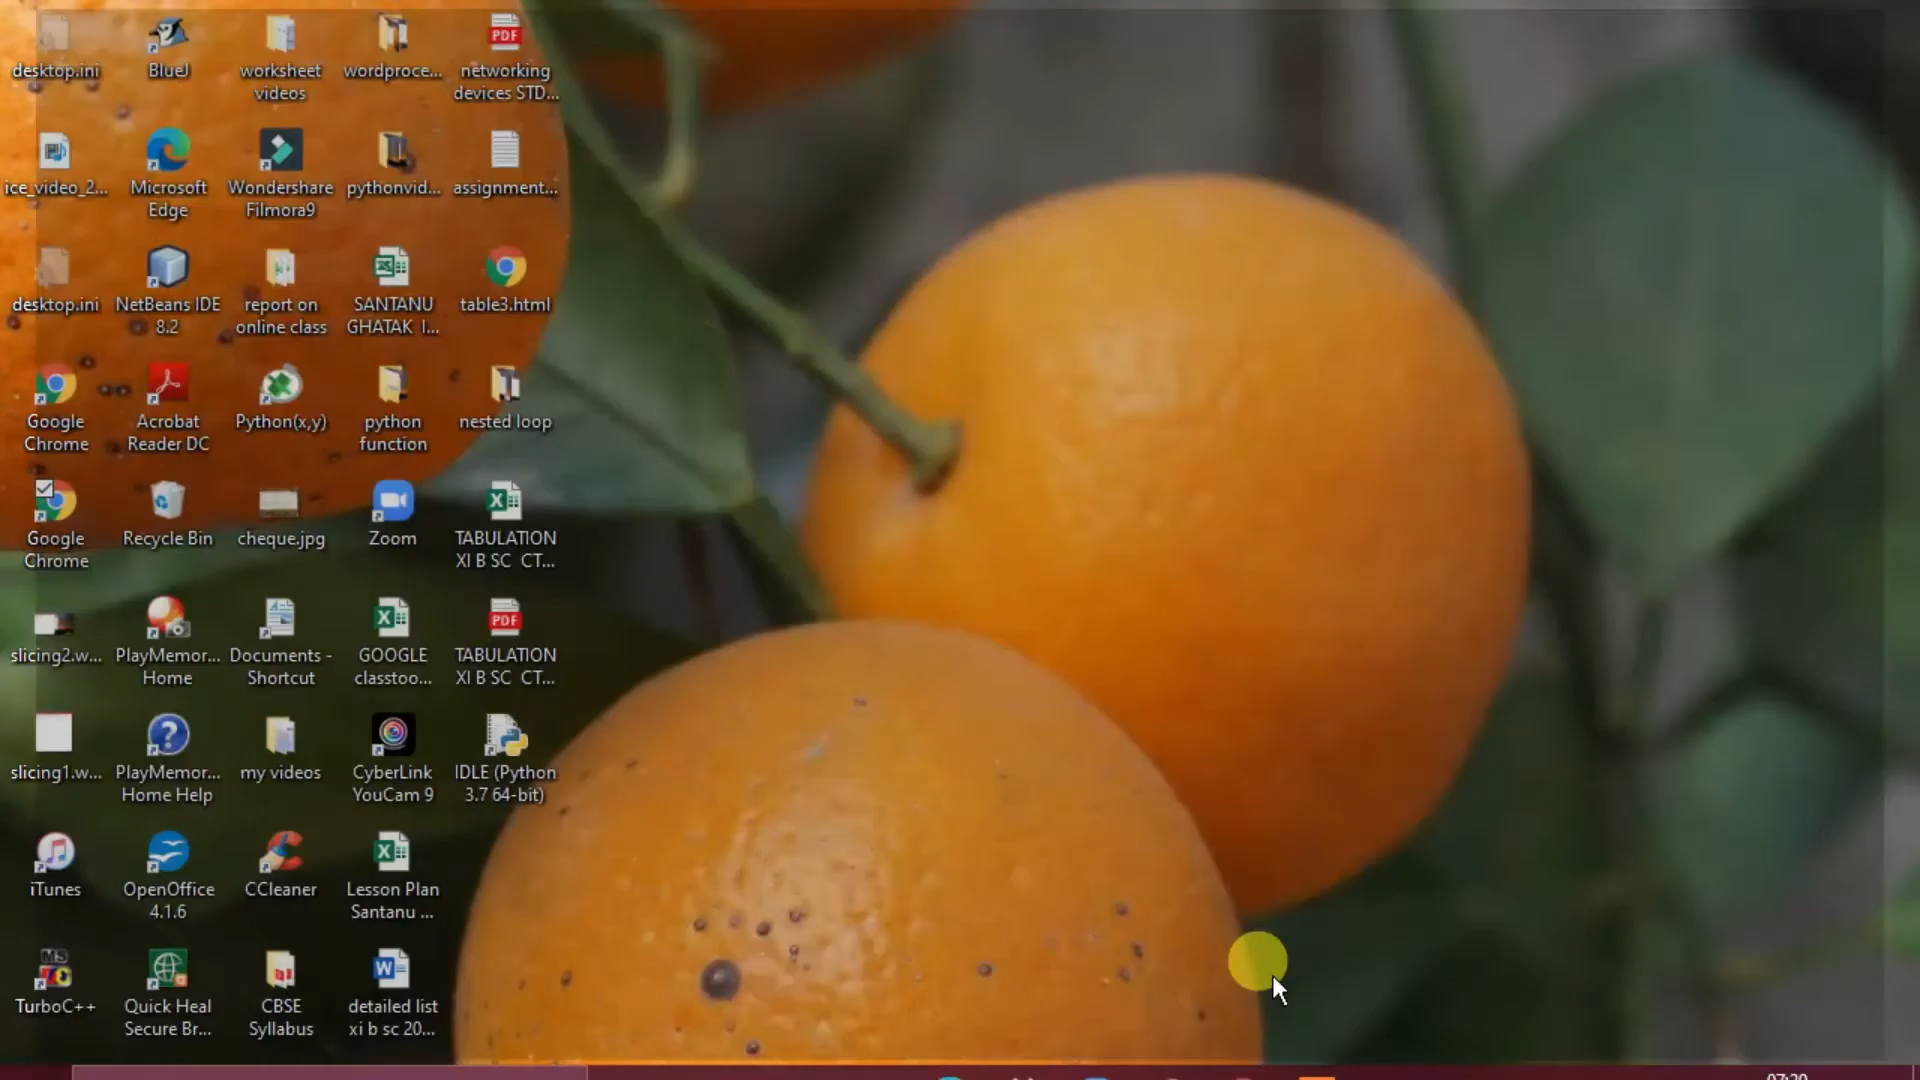 desktop.ini
BlueJ
worksheet
videos
wordproce...
PDF
networking
devices STD...
ice_video_2...
Microsoft
Edge
Wondershare
Filmora9
pythonvid...
assignment...
desktop.ini
NetBeans IDE
8.2
report on
online class
SANTANU
GHATAK I...
table3.html
Google
Chrome
Acrobat
Reader DC
Python(x,y)
python
function
nested loop
Google
Chrome
Recycle Bin
cheque.jpg
Zoom
TABULATION
XI B SC CT...
slicing2.w...
PlayMemor...
Home
Documents -
Shortcut
GOOGLE
classtoo...
PDF
TABULATION
XI B SC CT...
slicing1.w...
PlayMemor...
Home Help
my videos
CyberLink
YouCam 9
IDLE (Python
3.7 64-bit)
iTunes
OpenOffice
4.1.6
CCleaner
Lesson Plan
Santanu ...
MS
TurboC++
Quick Heal
Secure Br...
CBSE
Syllabus
detailed list
xi b sc 20...